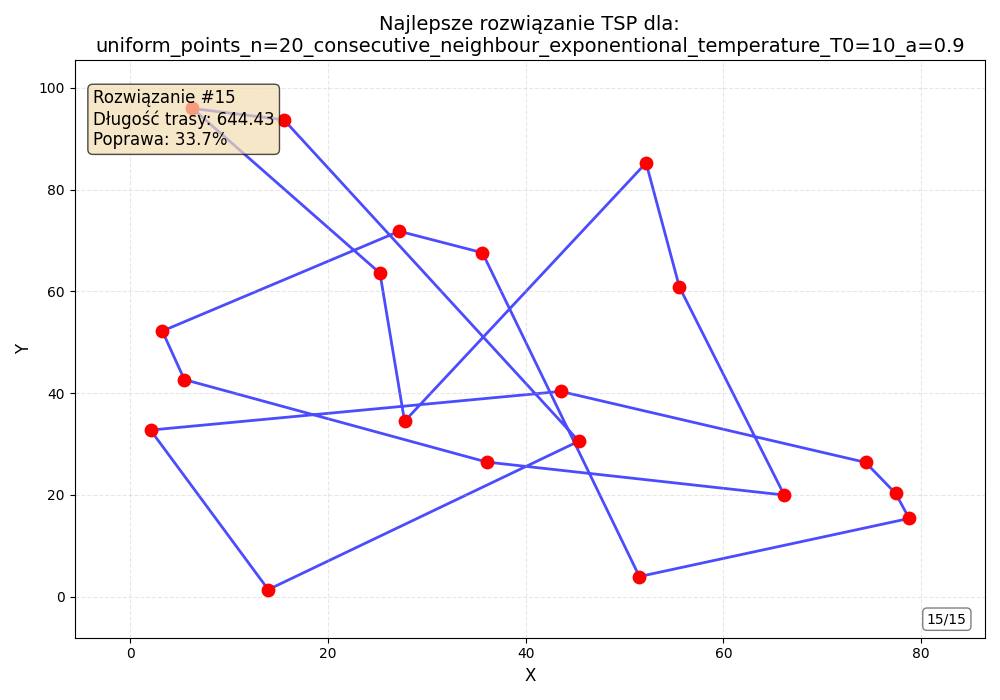 Najlepsze rozwiązanie TSP dla:
uniform_points_n=20_consecutive_neighbour_exponentional_temperature_T0=10_a=0.9
Rozwiązanie #15
Długość trasy: 644.43
Poprawa: 33.7%
100
80
60
40
20
0
Y
15/15
0
20
40
60
80
X